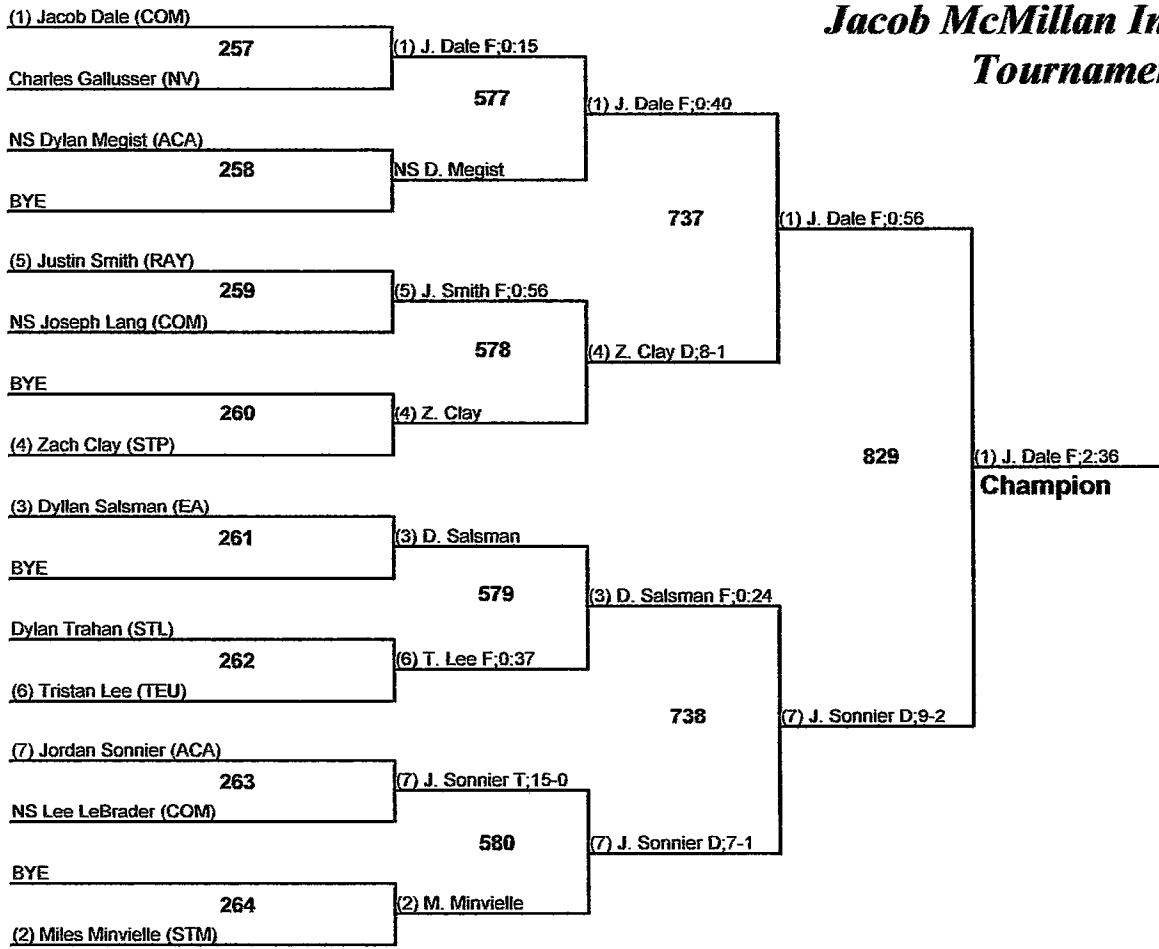 Jacob McMillan In
Tourname
(1) Jacob Dale (COM)
257
Charles Gallusser (NV)
(1) J. Dale F;0:15
577
NS Dylan Megist (ACA)
258
BYE
NS D. Megist
(1) J. Dale F;0:40
737
(5) Justin Smith (RAY)
259
NS Joseph Lang (COM)
(5) J. Smith F;0:56
578
BYE
260
(4) Zach Clay (STP)
(4) Z. Clay
(4) Z. Clay D;8-1
(1) J. Dale F;0:56
829
(1) J. Dale F;2:36
Champion
(3) Dyllan Salsman (EA)
261
BYE
(3) D. Salsman
579
Dylan Trahan (STL)
262
(6) Tristan Lee (TEU)
(6) T. Lee F;0:37
(3) D. Salsman F;0:24
738
(7) Jordan Sonnier (ACA)
263
NS Lee LeBrader (COM)
(7) J. Sonnier T;15-0
580
BYE
264
(2) Miles Minvielle (STM)
(2) M. Minvielle
(7) J. Sonnier D;7-1
(7) J. Sonnier D;9-2